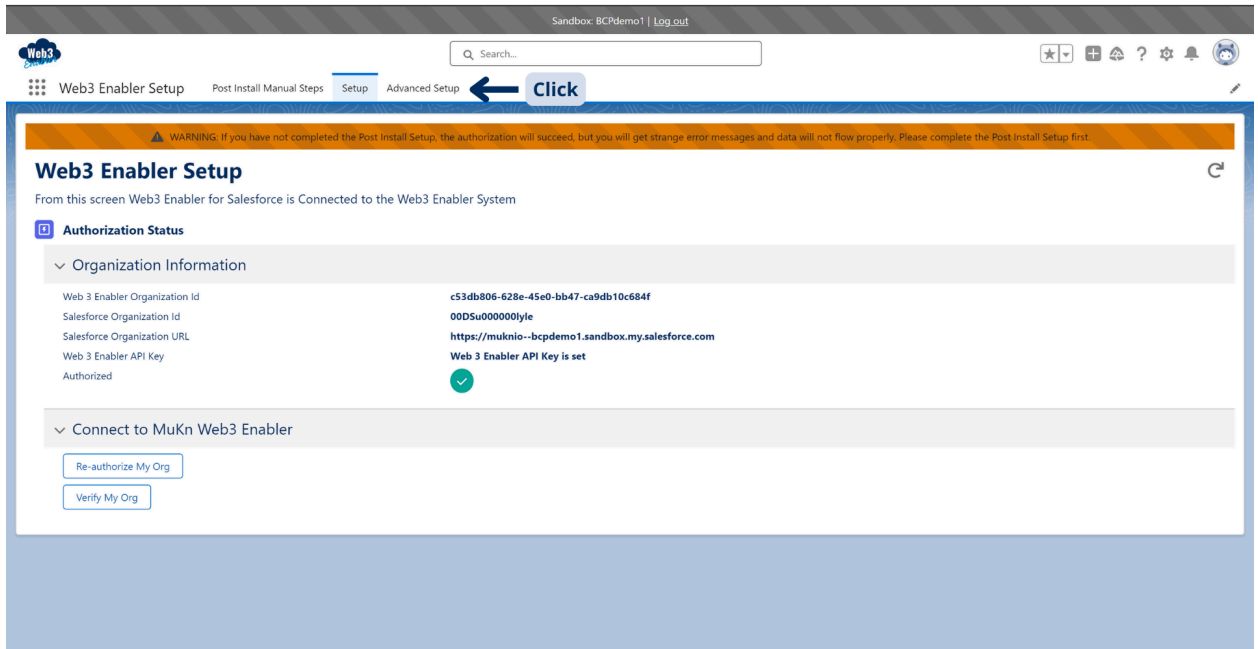 Sandbox: BCPdemo1 | Log out
Web3
Enabler
Search...
Web3 Enabler Setup Post Install Manual Steps Setup Advanced Setup Click
WARNING: If you have not completed the Post Install Setup, the authorization will succeed, but you will get strange error messages and data will not flow properly. Please complete the Post Install Setup first.
Web3 Enabler Setup
From this screen Web3 Enabler for Salesforce is Connected to the Web3 Enabler System
Authorization Status
Organization Information
Web 3 Enabler Organization Id c53db806-628e-45e0-bb47-ca9db10c684f
Salesforce Organization Id 00DSu000000lyle
Salesforce Organization URL https://muknio--bcpdemo1.sandbox.my.salesforce.com
Web 3 Enabler API Key Web 3 Enabler API Key is set
Authorized
Connect to MuKn Web3 Enabler
Re-authorize My Org
Verify My Org